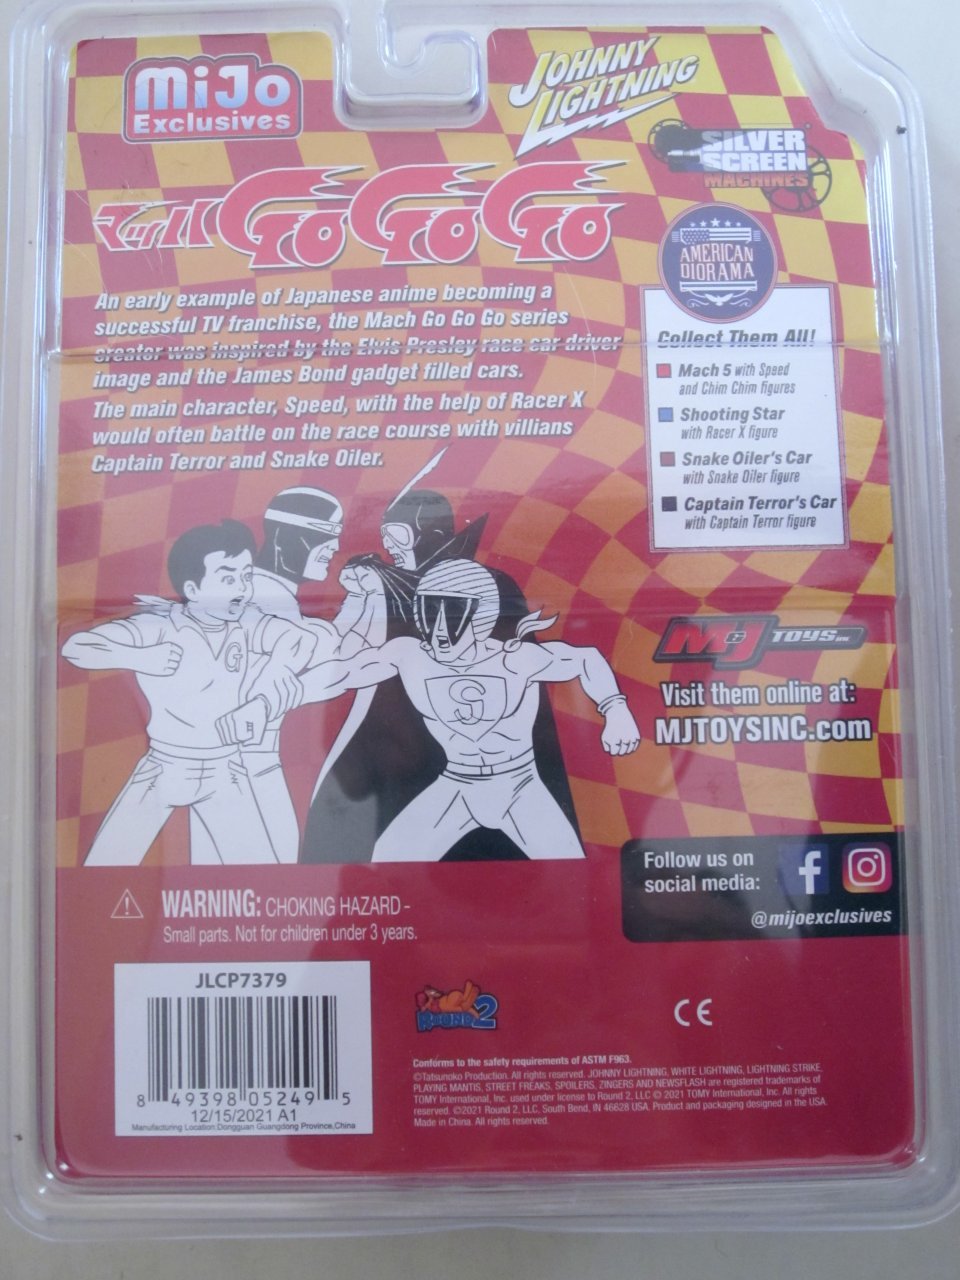 MiJo
Exclusives
JOHNNY
LIGHTNING
SILVER
SCREEN
MACHINES
マッハ GO GO GO
AMERICAN
DIORAMA
An early example of Japanese anime becoming a
successful TV franchise, the Mach Go Go Go series
creator was inspired by the Elvis Presley race car driver
image and the James Bond gadget filled cars.
The main character, Speed, with the help of Racer X
would often battle on the race course with villians
Captain Terror and Snake Oiler.
Collect Them All!
Mach 5 with Speed
and Chim Chim figures
Shooting Star
with Racer X figure
Snake Oiler's Car
with Snake Oiler figure
Captain Terror's Car
with Captain Terror figure
G
S
M&J TOYS INC.
Visit them online at:
MJTOYSINC.com
Follow us on
social media:
@mijoexclusives
WARNING: CHOKING HAZARD -
Small parts. Not for children under 3 years.
JLCP7379
8 49398 05249 5
12/15/2021 A1
Manufacturing Location:Dongguan Guangdong Province,China
ROUND 2
CE
Conforms to the safety requirements of ASTM F963.
©Tatsunoko Production. All rights reserved. JOHNNY LIGHTNING, WHITE LIGHTNING, LIGHTNING STRIKE,
PLAYING MANTIS, STREET FREAKS, SPOILERS, ZINGERS AND NEWSFLASH are registered trademarks of
TOMY International, Inc. used under license to Round 2, LLC © 2021 TOMY International, Inc. All rights
reserved. ©2021 Round 2, LLC, South Bend, IN 46628 USA. Product and packaging designed in the USA.
Made in China. All rights reserved.